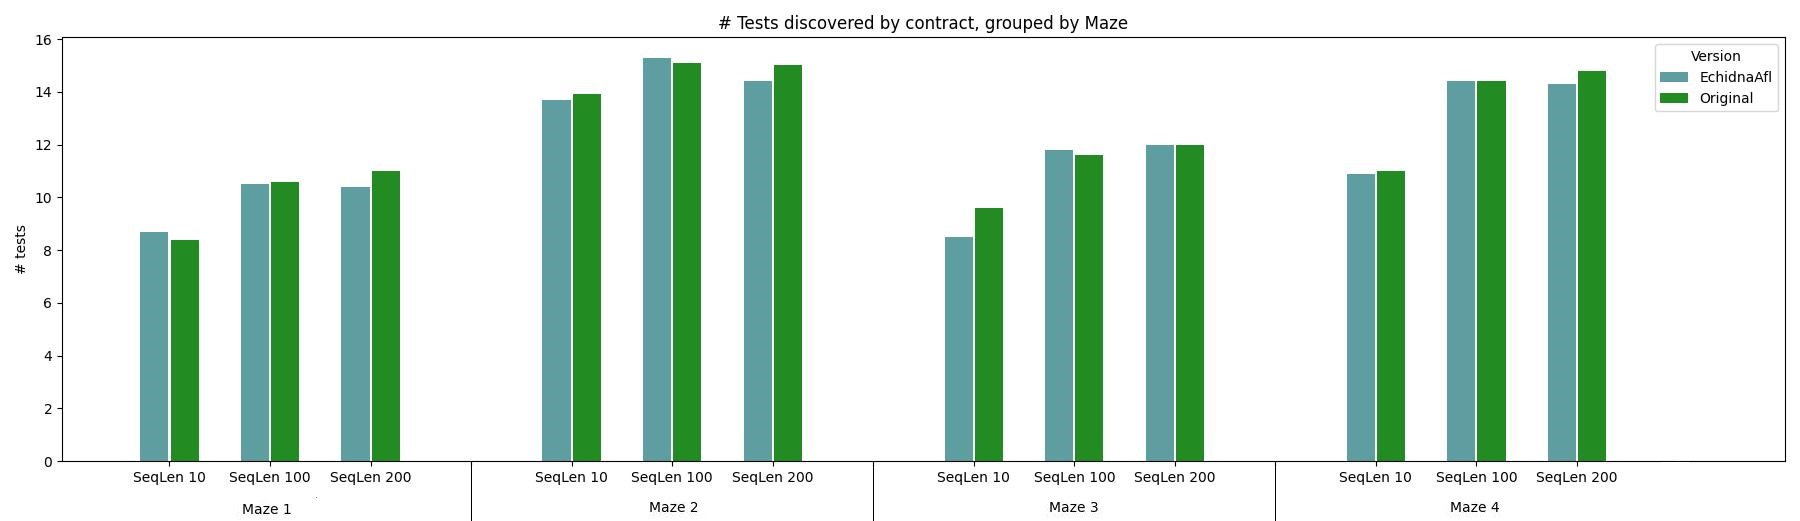 # Tests discovered by contract, grouped by Maze
16
14
12
10
8
6
4
2
0
# tests
Version
EchidnaAfl
Original
SeqLen 10 SeqLen 100 SeqLen 200 SeqLen 10 SeqLen 100 SeqLen 200 SeqLen 10 SeqLen 100 SeqLen 200 SeqLen 10 SeqLen 100 SeqLen 200
Maze 1 Maze 2 Maze 3 Maze 4